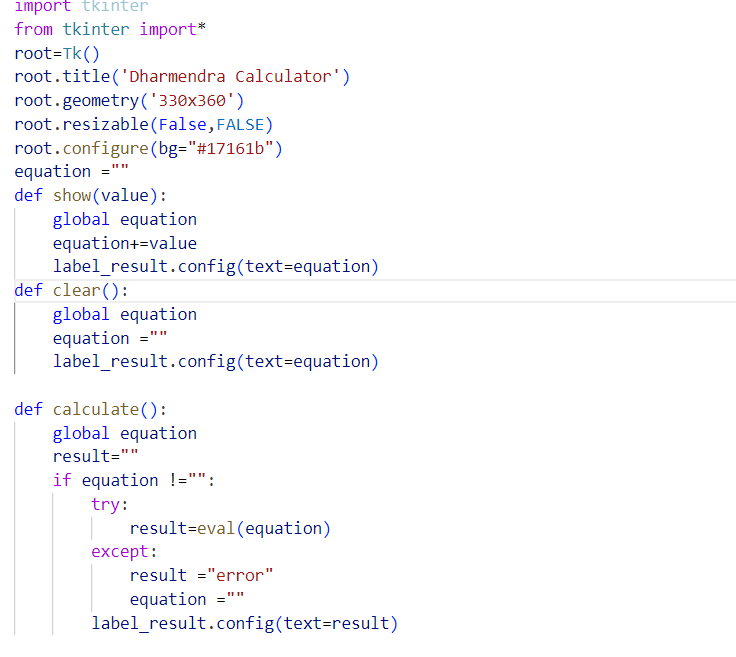 import tkinter
from tkinter import*
root=Tk()
root.title('Dharmendra Calculator')
root.geometry('330x360')
root.resizable(False,FALSE)
root.configure(bg="#17161b")
equation =""
def show(value):
    global equation
    equation+=value
    label_result.config(text=equation)
def clear():
    global equation
    equation =""
    label_result.config(text=equation)
def calculate():
    global equation
    result=""
    if equation !="":
        try:
            result=eval(equation)
        except:
            result ="error"
            equation =""
        label_result.config(text=result)